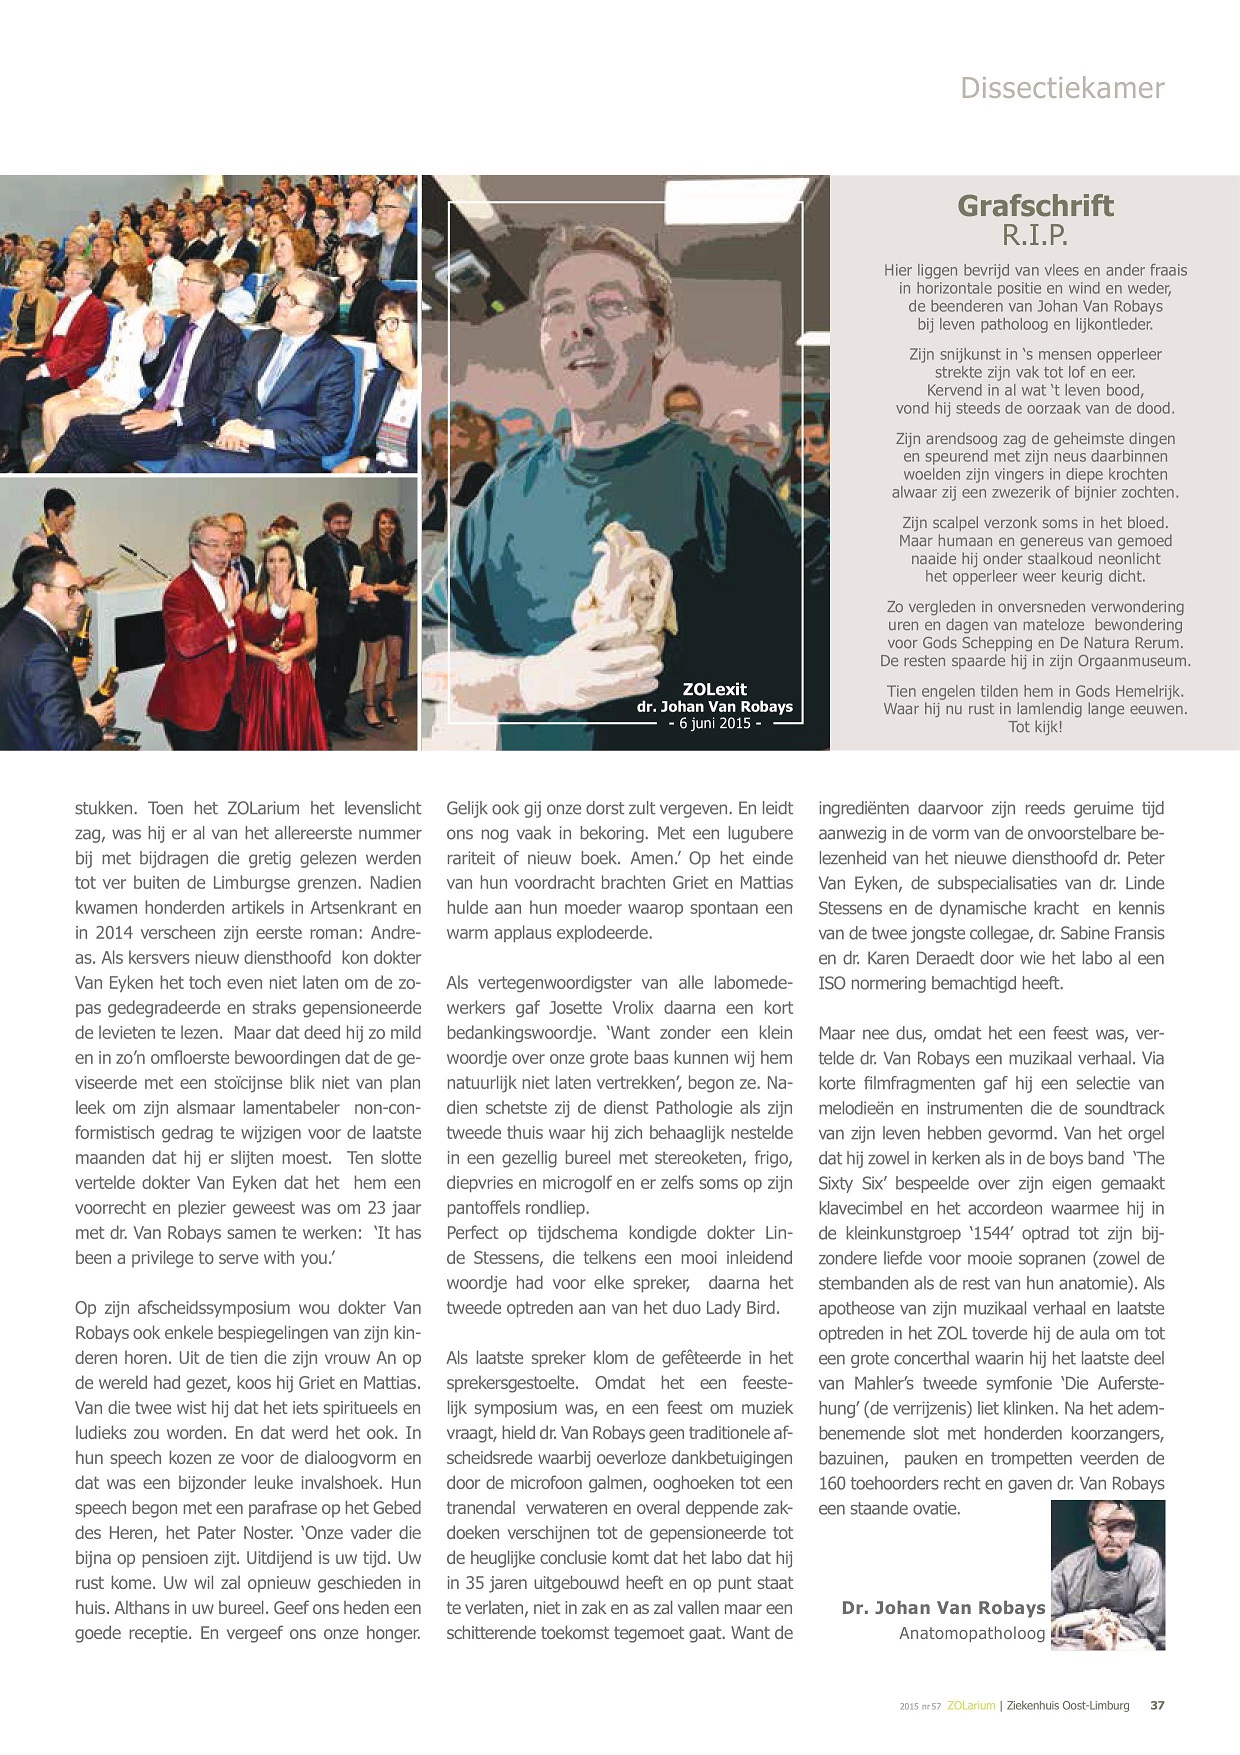 Dissectiekamer
ZOLexit
dr. Johan Van Robays
- 6 juni 2015 -
Grafschrift
R.I.P.
Hier liggen bevrijd van vlees en ander fraais
in horizontale positie en wind en weder,
de beenderen van Johan Van Robays
bij leven patholoog en lijkontleder.
Zijn snijkunst in ‘s mensen opperleer
strekte zijn vak tot lof en eer.
Kervend in al wat ‘t leven bood,
vond hij steeds de oorzaak van de dood.
Zijn arendsoog zag de geheimste dingen
en speurend met zijn neus daarbinnen
woelden zijn vingers in diepe krochten
alwaar zij een zwezerik of bijnier zochten.
Zijn scalpel verzonk soms in het bloed.
Maar humaan en genereus van gemoed
naaide hij onder staalkoud neonlicht
het opperleer weer keurig dicht.
Zo vergleden in onversneden verwondering
uren en dagen van mateloze bewondering
voor Gods Schepping en De Natura Rerum.
De resten spaarde hij in zijn Orgaanmuseum.
Tien engelen tilden hem in Gods Hemelrijk.
Waar hij nu rust in lamlendig lange eeuwen.
Tot kijk!
stukken. Toen het ZOLarium het levenslicht
zag, was hij er al van het allereerste nummer
bij met bijdragen die gretig gelezen werden
tot ver buiten de Limburgse grenzen. Nadien
kwamen honderden artikels in Artsenkrant en
in 2014 verscheen zijn eerste roman: Andre-
as. Als kersvers nieuw diensthoofd kon dokter
Van Eyken het toch even niet laten om de zo-
pas gedegradeerde en straks gepensioneerde
de levieten te lezen. Maar dat deed hij zo mild
en in zo’n omfloerste bewoordingen dat de ge-
viseerde met een stoïcijnse blik niet van plan
leek om zijn alsmaar lamentabeler non-con-
formistisch gedrag te wijzigen voor de laatste
maanden dat hij er slijten moest. Ten slotte
vertelde dokter Van Eyken dat het hem een
voorrecht en plezier geweest was om 23 jaar
met dr. Van Robays samen te werken: ‘It has
been a privilege to serve with you.’
Op zijn afscheidssymposium wou dokter Van
Robays ook enkele bespiegelingen van zijn kin-
deren horen. Uit de tien die zijn vrouw An op
de wereld had gezet, koos hij Griet en Mattias.
Van die twee wist hij dat het iets spiritueels en
ludieks zou worden. En dat werd het ook. In
hun speech kozen ze voor de dialoogvorm en
dat was een bijzonder leuke invalshoek. Hun
speech begon met een parafrase op het Gebed
des Heren, het Pater Noster. ‘Onze vader die
bijna op pensioen zijt. Uitdijend is uw tijd. Uw
rust kome. Uw wil zal opnieuw geschieden in
huis. Althans in uw bureel. Geef ons heden een
goede receptie. En vergeef ons onze honger.
Gelijk ook gij onze dorst zult vergeven. En leidt
ons nog vaak in bekoring. Met een lugubere
rariteit of nieuw boek. Amen.’ Op het einde
van hun voordracht brachten Griet en Mattias
hulde aan hun moeder waarop spontaan een
warm applaus explodeerde.
Als vertegenwoordigster van alle labomede-
werkers gaf Josette Vrolix daarna een kort
bedankingswoordje. ‘Want zonder een klein
woordje over onze grote baas kunnen wij hem
natuurlijk niet laten vertrekken’, begon ze. Na-
dien schetste zij de dienst Pathologie als zijn
tweede thuis waar hij zich behaaglijk nestelde
in een gezellig bureel met stereoketen, frigo,
diepvries en microgolf en er zelfs soms op zijn
pantoffels rondliep.
Perfect op tijdschema kondigde dokter Lin-
de Stessens, die telkens een mooi inleidend
woordje had voor elke spreker, daarna het
tweede optreden aan van het duo Lady Bird.
Als laatste spreker klom de gefêteerde in het
sprekersgestoelte. Omdat het een feeste-
lijk symposium was, en een feest om muziek
vraagt, hield dr. Van Robays geen traditionele af-
scheidsrede waarbij oeverloze dankbetuigingen
door de microfoon galmen, ooghoeken tot een
tranendal verwateren en overal deppende zak-
doeken verschijnen tot de gepensioneerde tot
de heuglijke conclusie komt dat het labo dat hij
in 35 jaren uitgebouwd heeft en op punt staat
te verlaten, niet in zak en as zal vallen maar een
schitterende toekomst tegemoet gaat. Want de
ingrediënten daarvoor zijn reeds geruime tijd
aanwezig in de vorm van de onvoorstelbare be-
lezenheid van het nieuwe diensthoofd dr. Peter
Van Eyken, de subspecialisaties van dr. Linde
Stessens en de dynamische kracht en kennis
van de twee jongste collegae, dr. Sabine Fransis
en dr. Karen Deraedt door wie het labo al een
ISO normering bemachtigd heeft.
Maar nee dus, omdat het een feest was, ver-
telde dr. Van Robays een muzikaal verhaal. Via
korte filmfragmenten gaf hij een selectie van
melodieën en instrumenten die de soundtrack
van zijn leven hebben gevormd. Van het orgel
dat hij zowel in kerken als in de boys band ‘The
Sixty Six’ bespeelde over zijn eigen gemaakt
klavecimbel en het accordeon waarmee hij in
de kleinkunstgroep ‘1544’ optrad tot zijn bij-
zondere liefde voor mooie sopranen (zowel de
stembanden als de rest van hun anatomie). Als
apotheose van zijn muzikaal verhaal en laatste
optreden in het ZOL toverde hij de aula om tot
een grote concerthal waarin hij het laatste deel
van Mahler’s tweede symfonie ‘Die Auferste-
hung’ (de verrijzenis) liet klinken. Na het adem-
benemende slot met honderden koorzangers,
bazuinen, pauken en trompetten veerden de
160 toehoorders recht en gaven dr. Van Robays
een staande ovatie.
Dr. Johan Van Robays
Anatomopatholoog
2015 nr 57 ZOLarium | Ziekenhuis Oost-Limburg 37